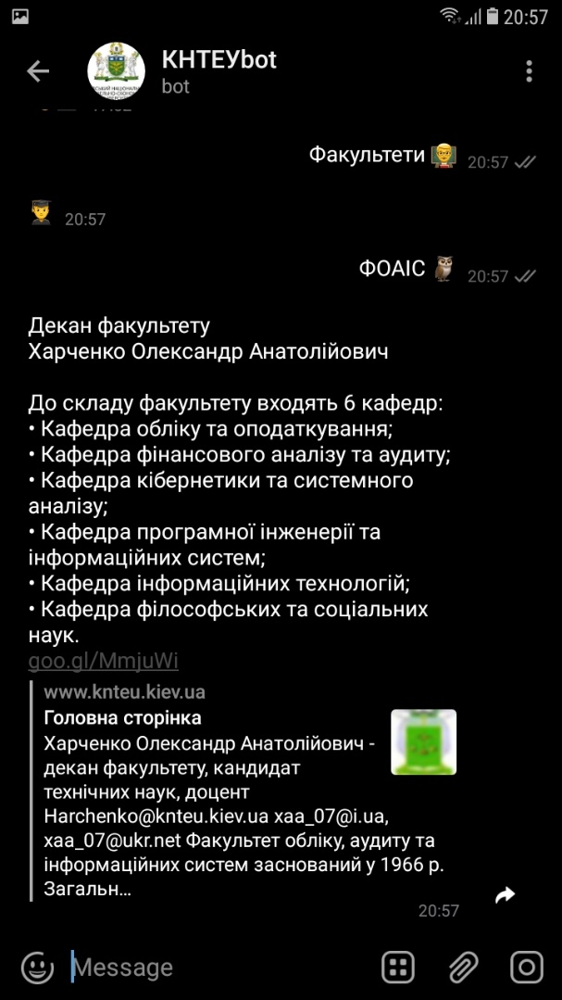 20:57
КНТЕУbot
bot
Факультети 👨‍🏫 20:57
👨‍🎓 20:57
ФОАІС 🦉 20:57
Декан факультету
Харченко Олександр Анатолійович
До складу факультету входять 6 кафедр:
• Кафедра обліку та оподаткування;
• Кафедра фінансового аналізу та аудиту;
• Кафедра кібернетики та системного
аналізу;
• Кафедра програмної інженерії та
інформаційних систем;
• Кафедра інформаційних технологій;
• Кафедра філософських та соціальних
наук.
goo.gl/MmjuWi
www.knteu.kiev.ua
Головна сторінка
Харченко Олександр Анатолійович -
декан факультету, кандидат
технічних наук, доцент
Harchenko@knteu.kiev.ua xaa_07@i.ua,
xaa_07@ukr.net Факультет обліку, аудиту та
інформаційних систем заснований у 1966 р.
Загальн...
20:57
Message